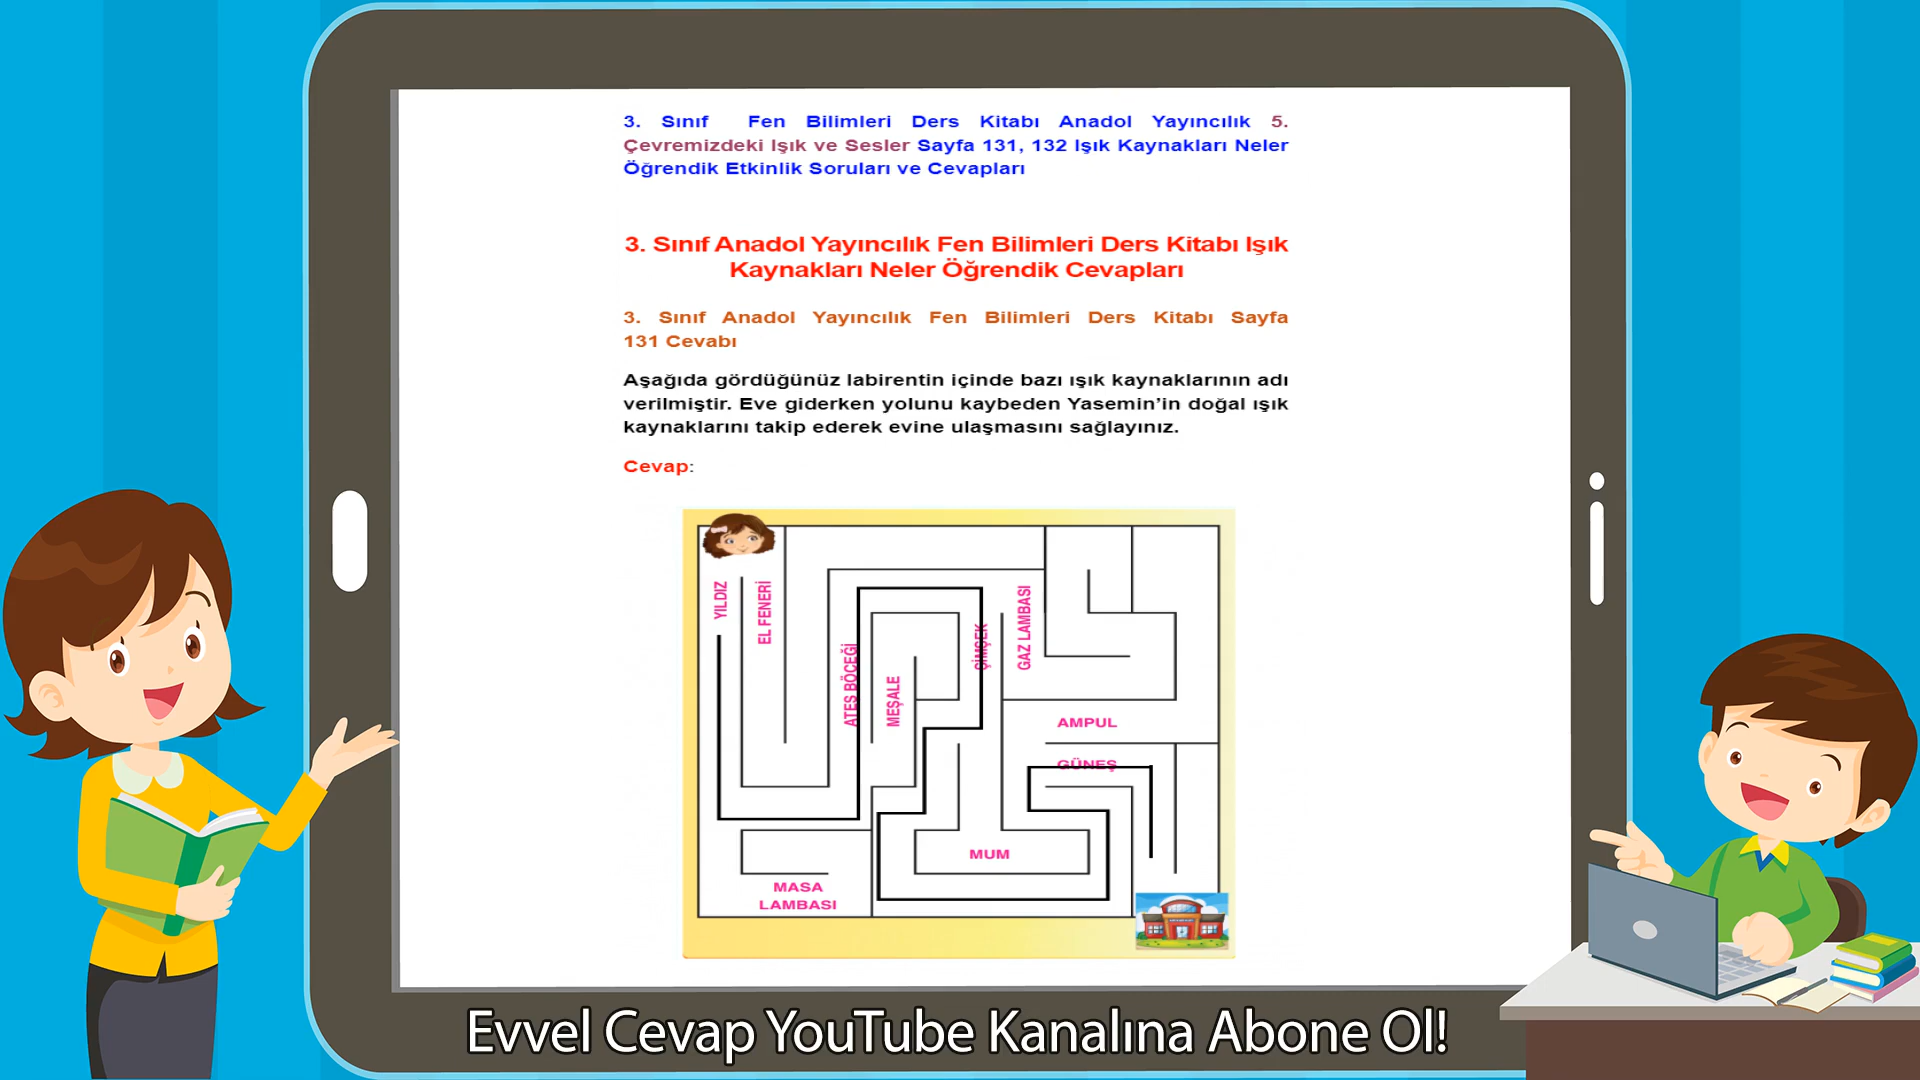 3. Sınıf Fen Bilimleri Ders Kitabı Anadol Yayıncılık 5.
Çevremizdeki Işık ve Sesler Sayfa 131, 132 Işık Kaynakları Neler
Öğrendik Etkinlik Soruları ve Cevapları
3. Sınıf Anadol Yayıncılık Fen Bilimleri Ders Kitabı Işık
Kaynakları Neler Öğrendik Cevapları
3. Sınıf Anadol Yayıncılık Fen Bilimleri Ders Kitabı Sayfa
131 Cevabı
Aşağıda gördüğünüz labirentin içinde bazı ışık kaynaklarının adı
verilmiştir. Eve giderken yolunu kaybeden Yasemin’in doğal ışık
kaynaklarını takip ederek evine ulaşmasını sağlayınız.
Cevap:
YILDIZ
EL FENERİ
ATEŞ BÖCEĞİ
MEŞALE
ÇİMÇEK
GAZ LAMBASI
AMPUL
GÜNEŞ
MUM
MASA
LAMBASI
Evvel Cevap YouTube Kanalına Abone Ol!